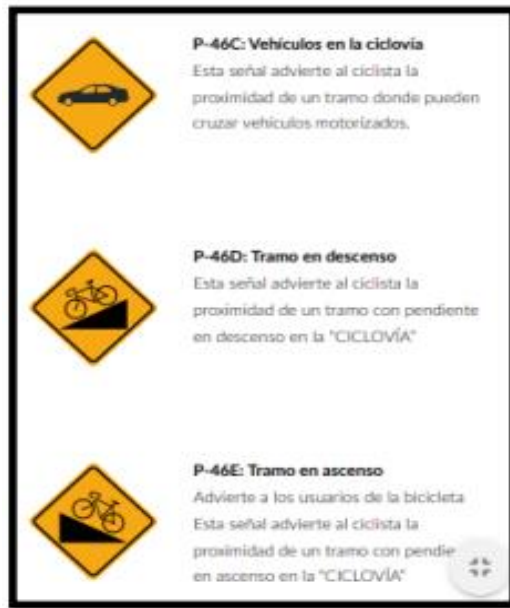 P-46C: Vehículos en la ciclovía
Esta señal advierte al ciclista la
proximidad de un tramo donde pueden
cruzar vehículos motorizados.
P-46D: Tramo en descenso
Esta señal advierte al ciclista la
proximidad de un tramo con pendiente
en descenso en la "CICLOVÍA"
P-46E: Tramo en ascenso
Advierte a los usuarios de la bicicleta
Esta señal advierte al ciclista la
proximidad de un tramo con pendie
en ascenso en la "CICLOVÍA"